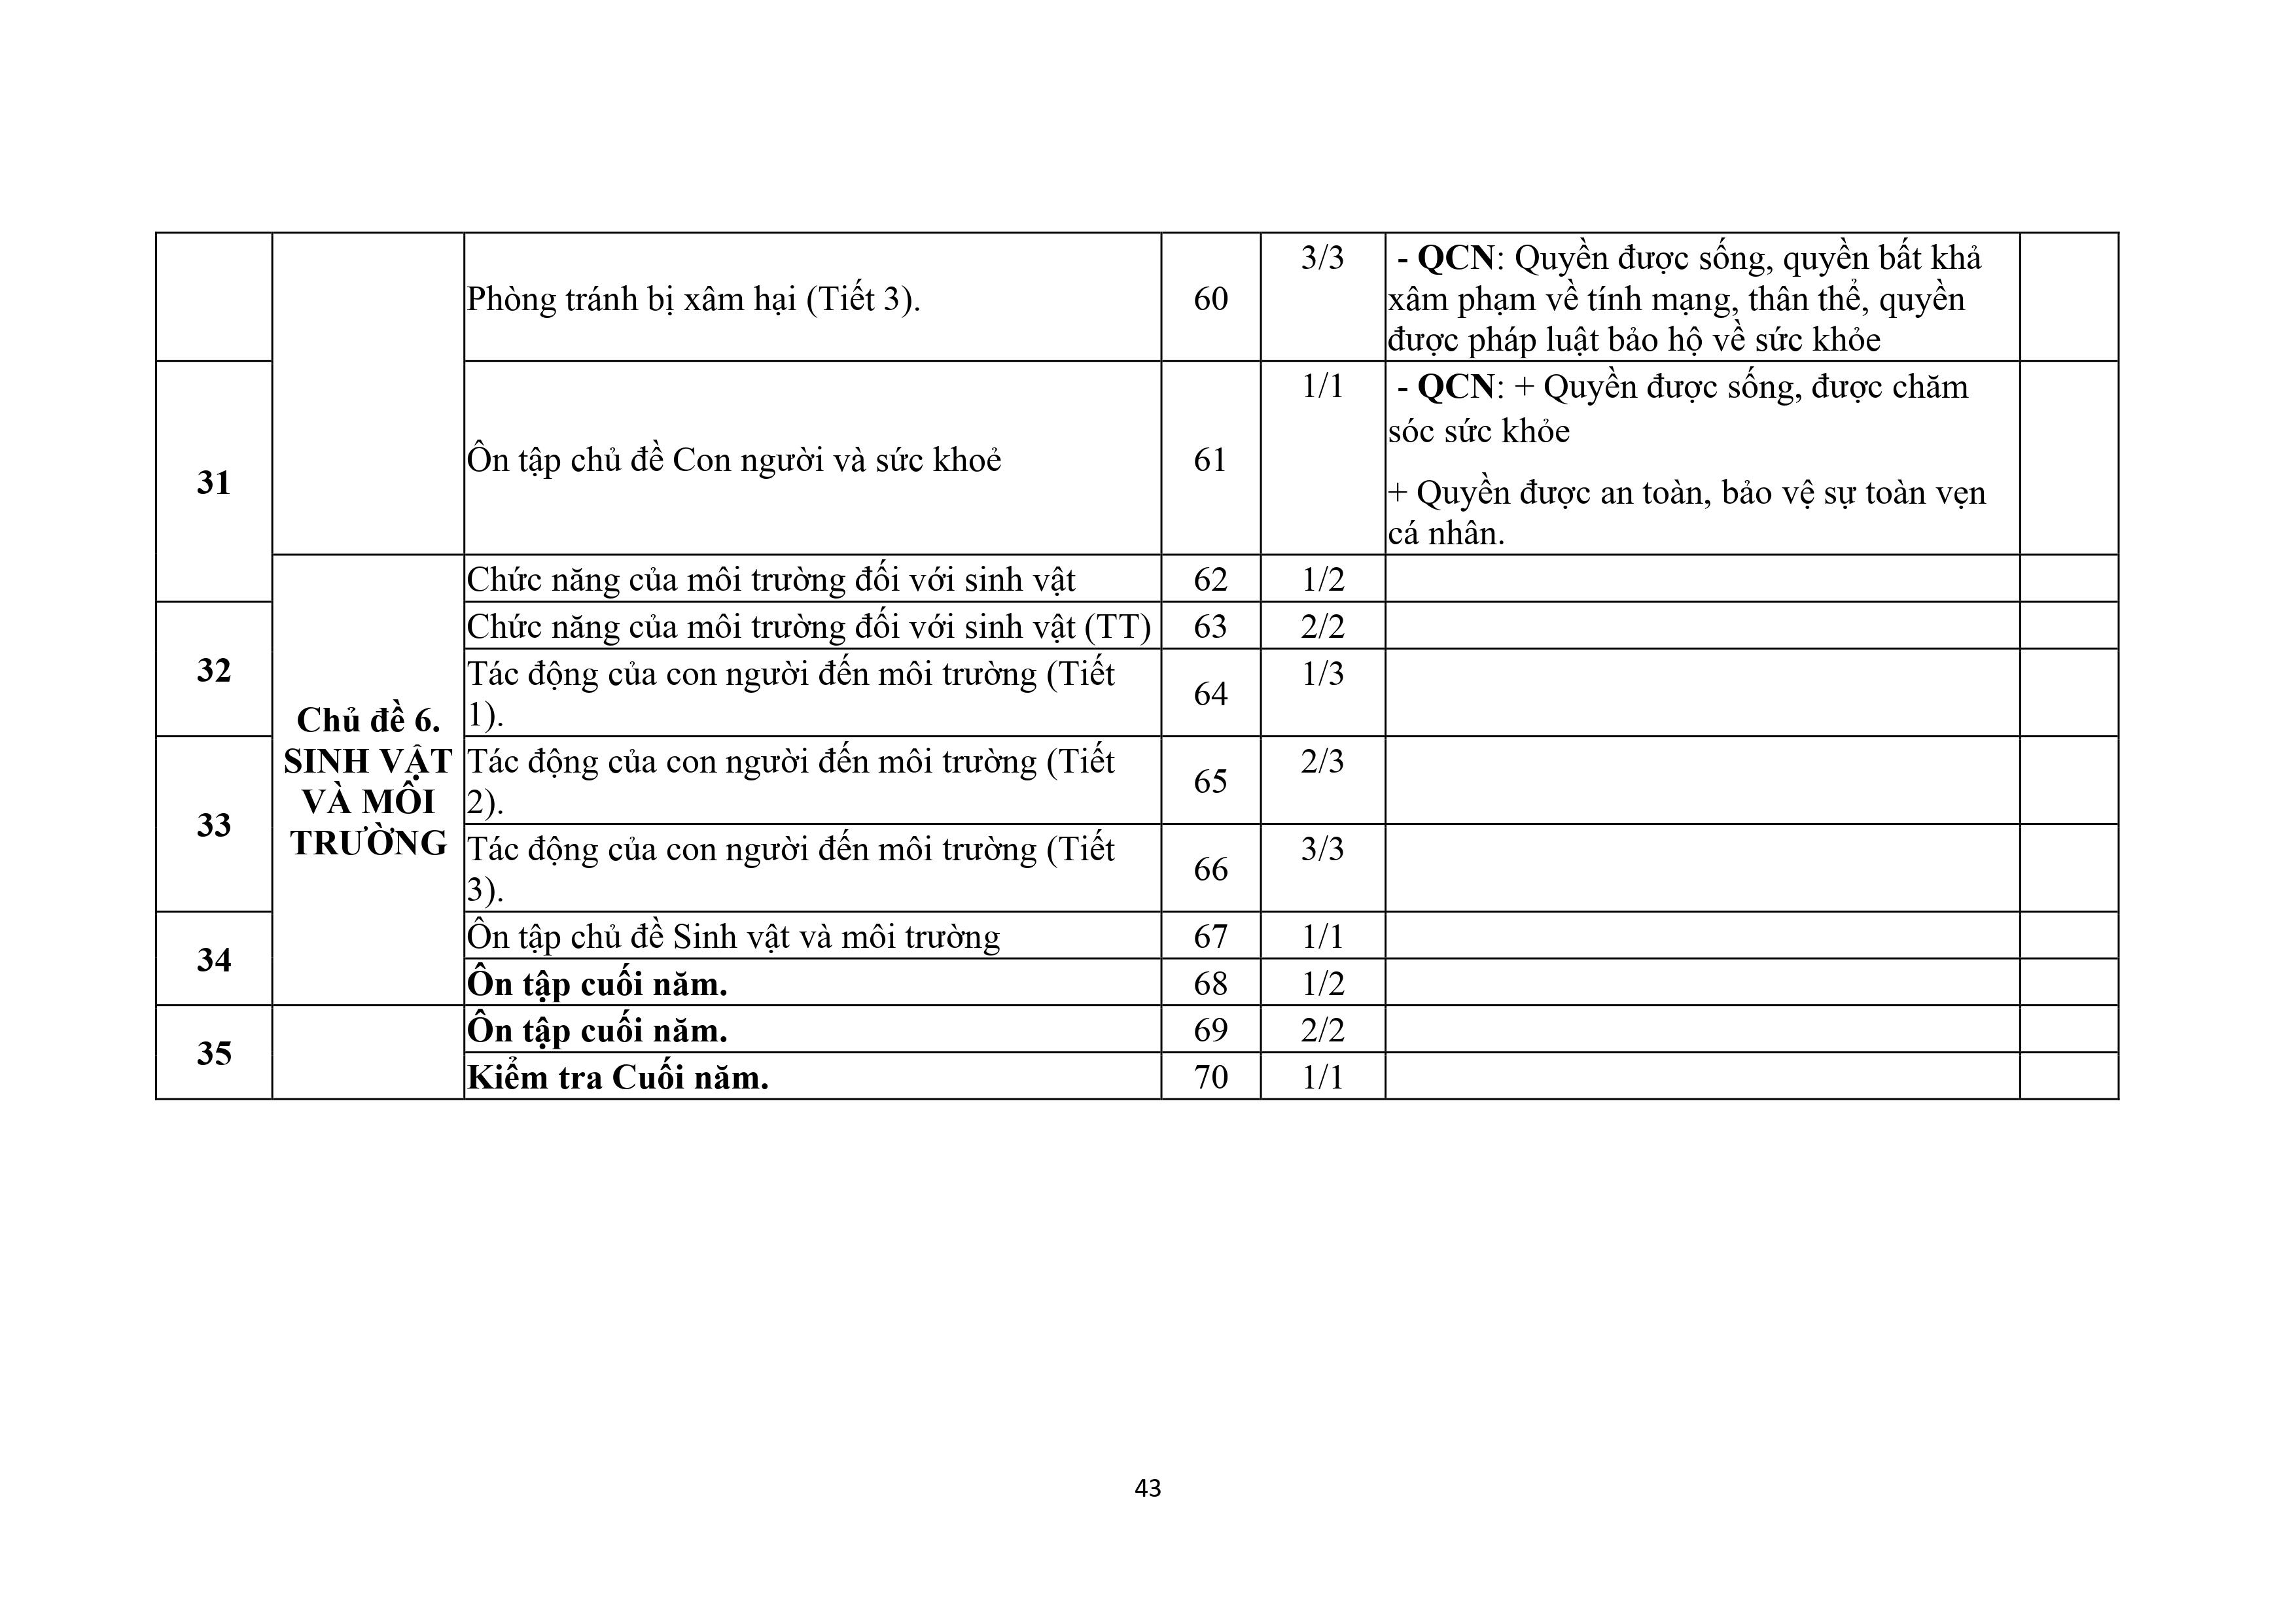 Phòng tránh bị xâm hại (Tiết 3).
60
3/3
- QCN: Quyền được sống, quyền bất khả
xâm phạm về tính mạng, thân thể, quyền
được pháp luật bảo hộ về sức khỏe
31
Ôn tập chủ đề Con người và sức khoẻ
61
1/1
- QCN: + Quyền được sống, được chăm
sóc sức khỏe
+ Quyền được an toàn, bảo vệ sự toàn vẹn
cá nhân.
Chủ đề 6.
SINH VẬT
VÀ MÔI
TRƯỜNG
Chức năng của môi trường đối với sinh vật
62
1/2
32
Chức năng của môi trường đối với sinh vật (TT)
63
2/2
Tác động của con người đến môi trường (Tiết
1).
64
1/3
33
Tác động của con người đến môi trường (Tiết
2).
65
2/3
Tác động của con người đến môi trường (Tiết
3).
66
3/3
34
Ôn tập chủ đề Sinh vật và môi trường
67
1/1
Ôn tập cuối năm.
68
1/2
35
Ôn tập cuối năm.
69
2/2
Kiểm tra Cuối năm.
70
1/1
43